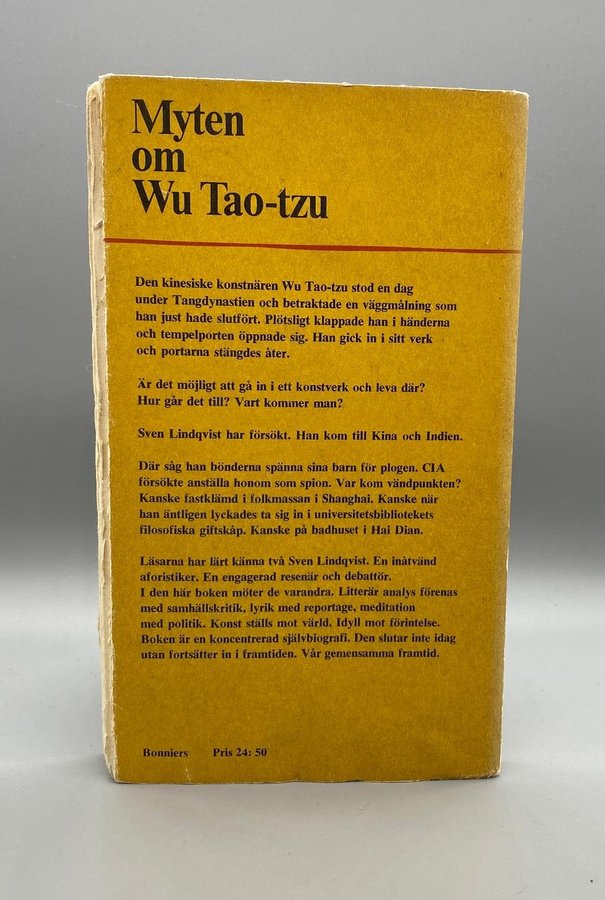 Myten
om
Wu Tao-tzu
Den kinesiske konstnären Wu Tao-tzu stod en dag
under Tangdynastien och betraktade en väggmålning som
han just hade slutfört. Plötsligt klappade han i händerna
och tempelporten öppnade sig. Han gick in i sitt verk
och portarna stängdes åter.
Är det möjligt att gå in i ett konstverk och leva där?
Hur går det till? Vart kommer man?
Sven Lindqvist har försökt. Han kom till Kina och Indien.
Där såg han bönderna spänna sina barn för plogen. CIA
försökte anställa honom som spion. Var kom vändpunkten?
Kanske fastklämd i folkmassan i Shanghai. Kanske när
han äntligen lyckades ta sig in i universitetsbibliotekets
filosofiska giftskåp. Kanske på badhuset i Hai Dian.
Läsarna har lärt känna två Sven Lindqvist. En inåtvänd
aforistiker. En engagerad resenär och debattör.
I den här boken möter de varandra. Litterär analys förenas
med samhällskritik, lyrik med reportage, meditation
med politik. Konst ställs mot värld. Idyll mot förintelse.
Boken är en koncentrerad självbiografi. Den slutar inte idag
utan fortsätter in i framtiden. Vår gemensamma framtid.
Bonniers Pris 24: 50